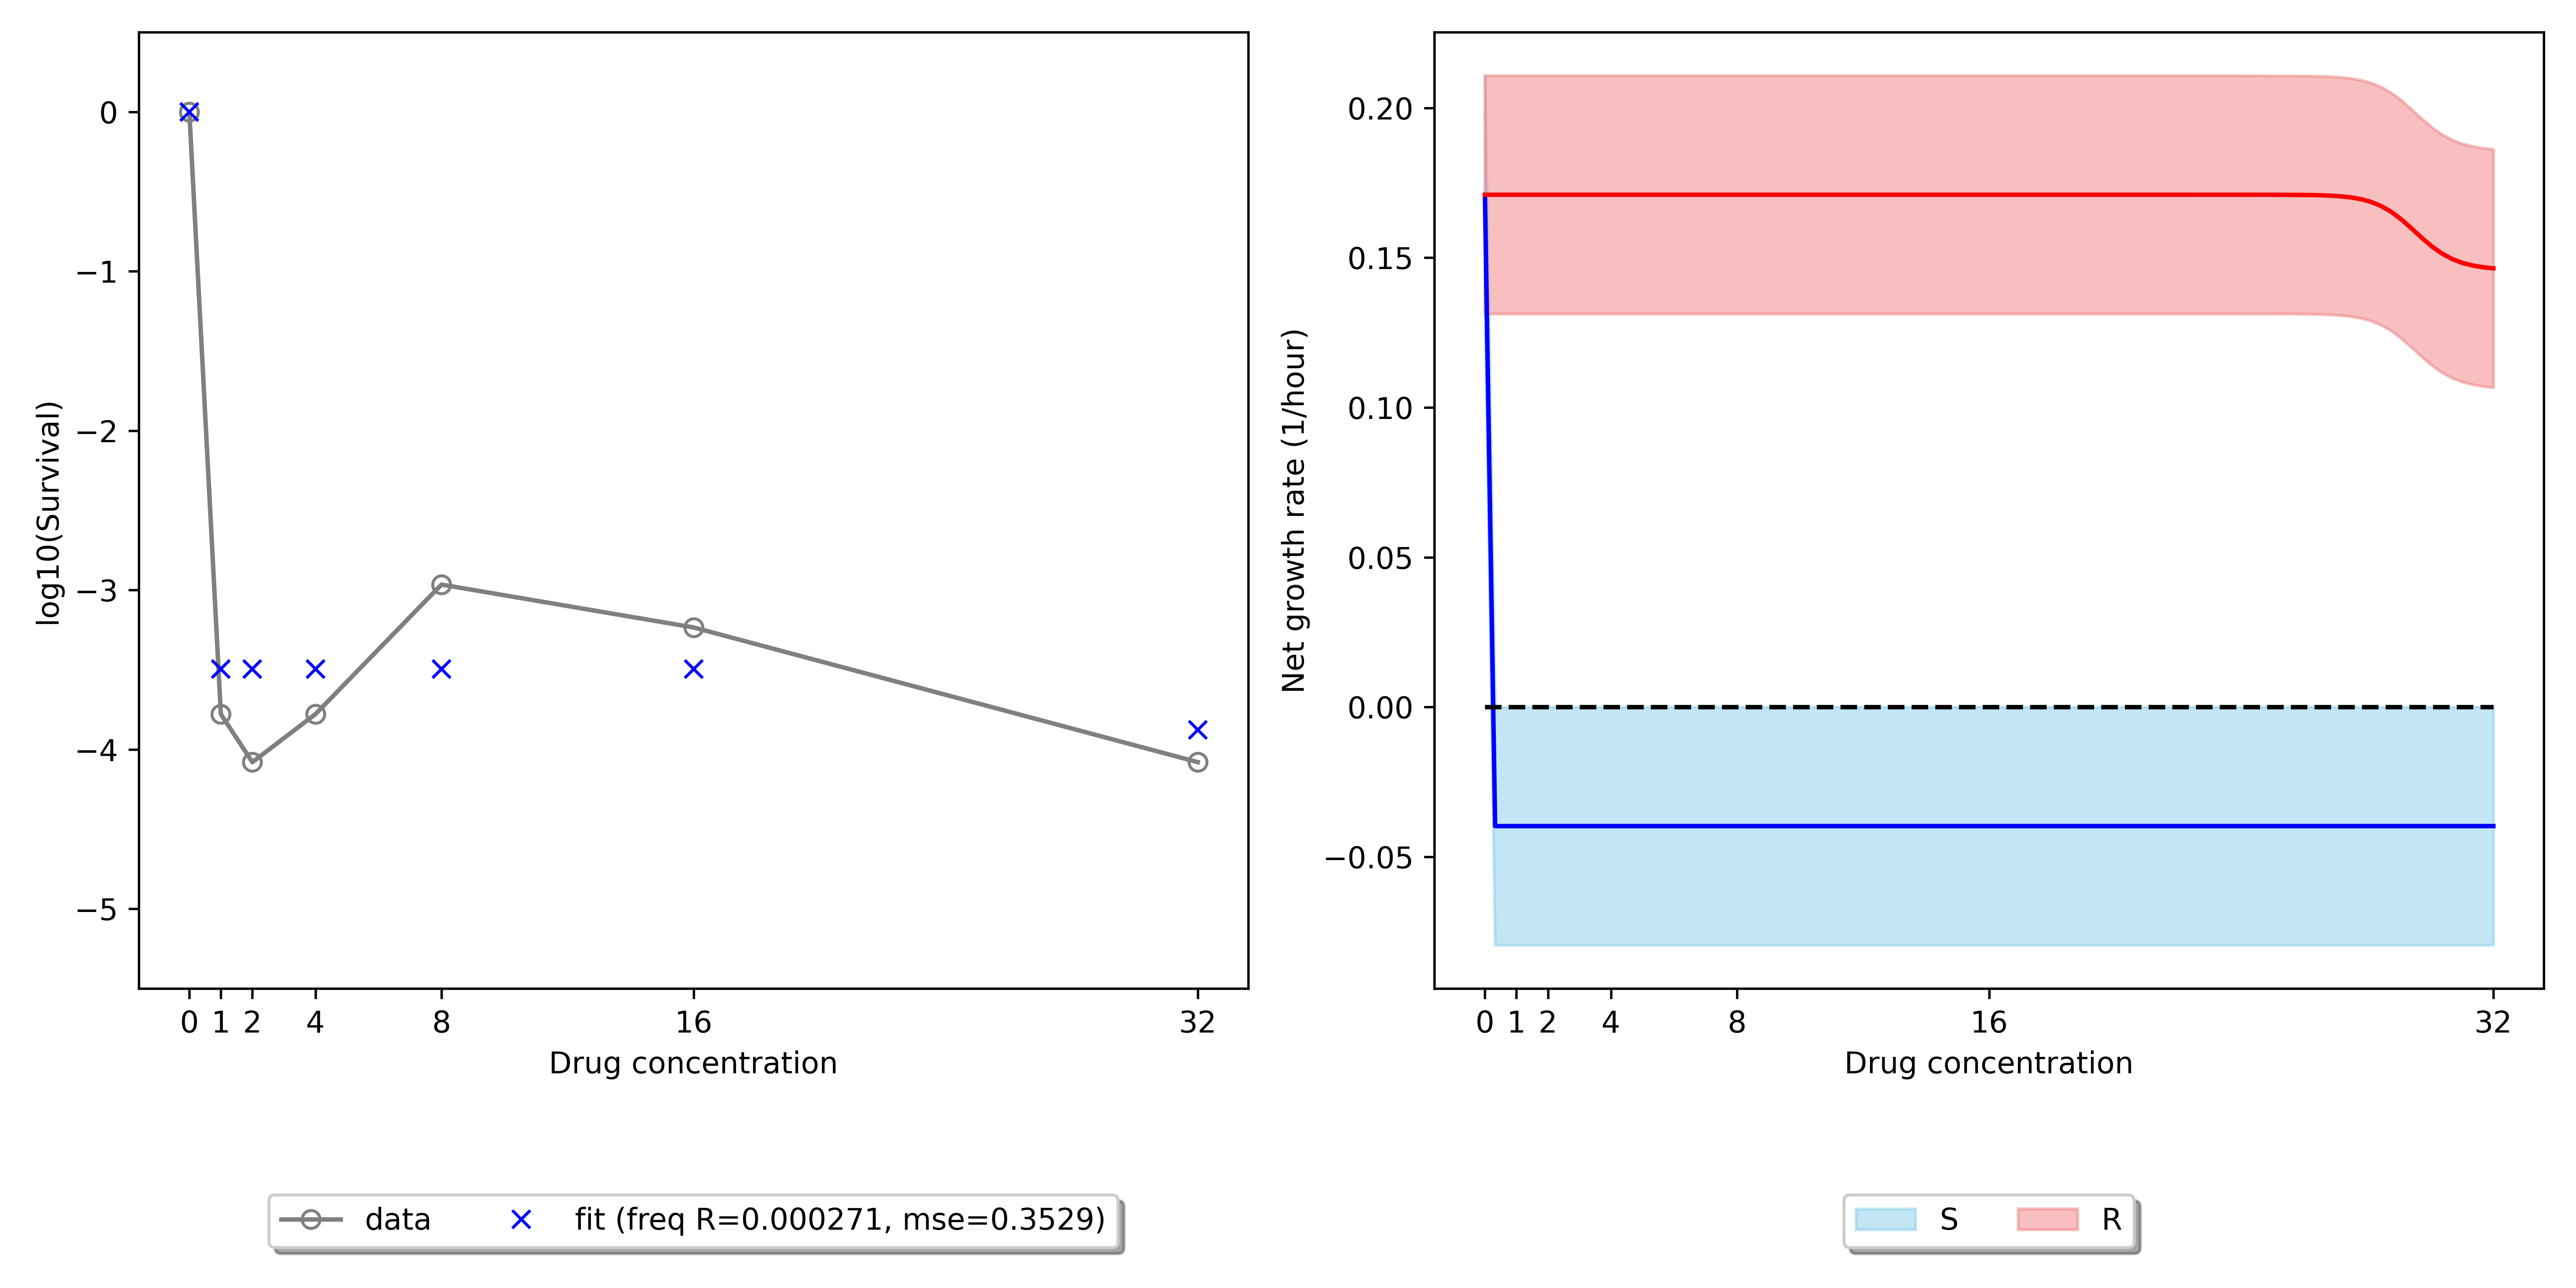 log10(Survival)
0
−1
−2
−3
−4
−5
0 1 2 4 8 16 32
Drug concentration
data fit (freq R=0.000271, mse=0.3529)
Net growth rate (1/hour)
0.20
0.15
0.10
0.05
0.00
−0.05
0 1 2 4 8 16 32
Drug concentration
S R